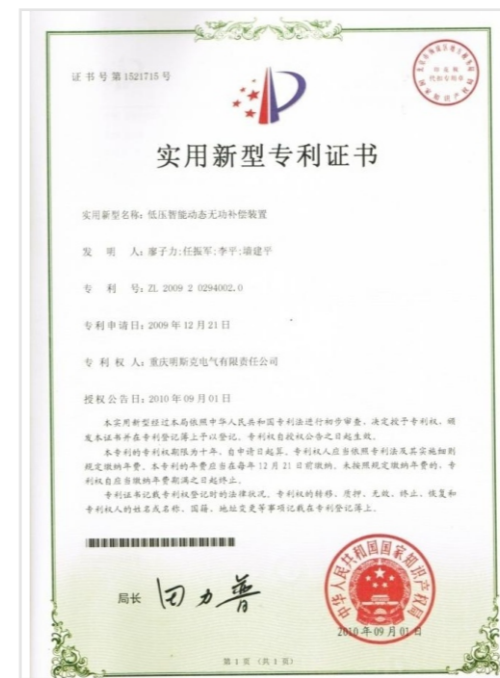 证书号第1521715号
实用新型专利证书
实用新型名称：低压智能动态无功补偿装置
发 明 人：廖子力;任振军;李平;靖建平
专 利 号：ZL 2009 2 0294002.0
专利申请日：2009年12月21日
专 利 权 人：重庆明斯克电气有限责任公司
授权公告日：2010年09月01日
本实用新型经过本局依照中华人民共和国专利法进行初步审查，决定授予专利权，颁
发本证书并在专利登记簿上予以登记。专利权自授权公告之日起生效。
本专利的专利权期限为十年，自申请日起算。专利权人应当依照专利法及其实施细则
规定缴纳年费。本专利的年费应当在每年12月21日前缴纳。未按照规定缴纳年费的，专
利权自应当缴纳年费期满之日起终止。
专利证书记载专利权登记时的法律状况。专利权的转移、质押、无效、终止、恢复和
专利权人的姓名或名称、国籍、地址变更等事项记载在专利登记簿上。
局长 田力普
中华人民共和国国家知识产权局
2010年09月01日
第1页（共1页）